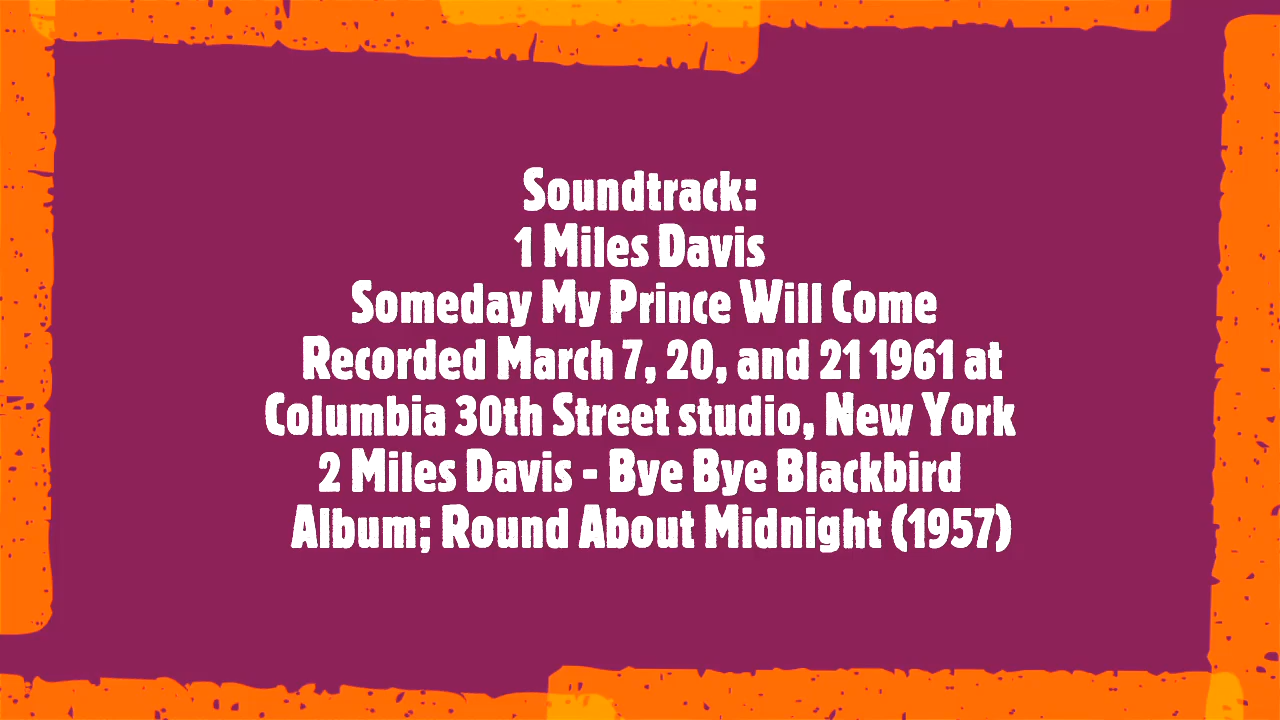 Soundtrack:
1 Miles Davis
Someday My Prince Will Come
Recorded March 7, 20, and 21 1961 at
Columbia 30th Street studio, New York
2 Miles Davis - Bye Bye Blackbird
Album; Round About Midnight (1957)